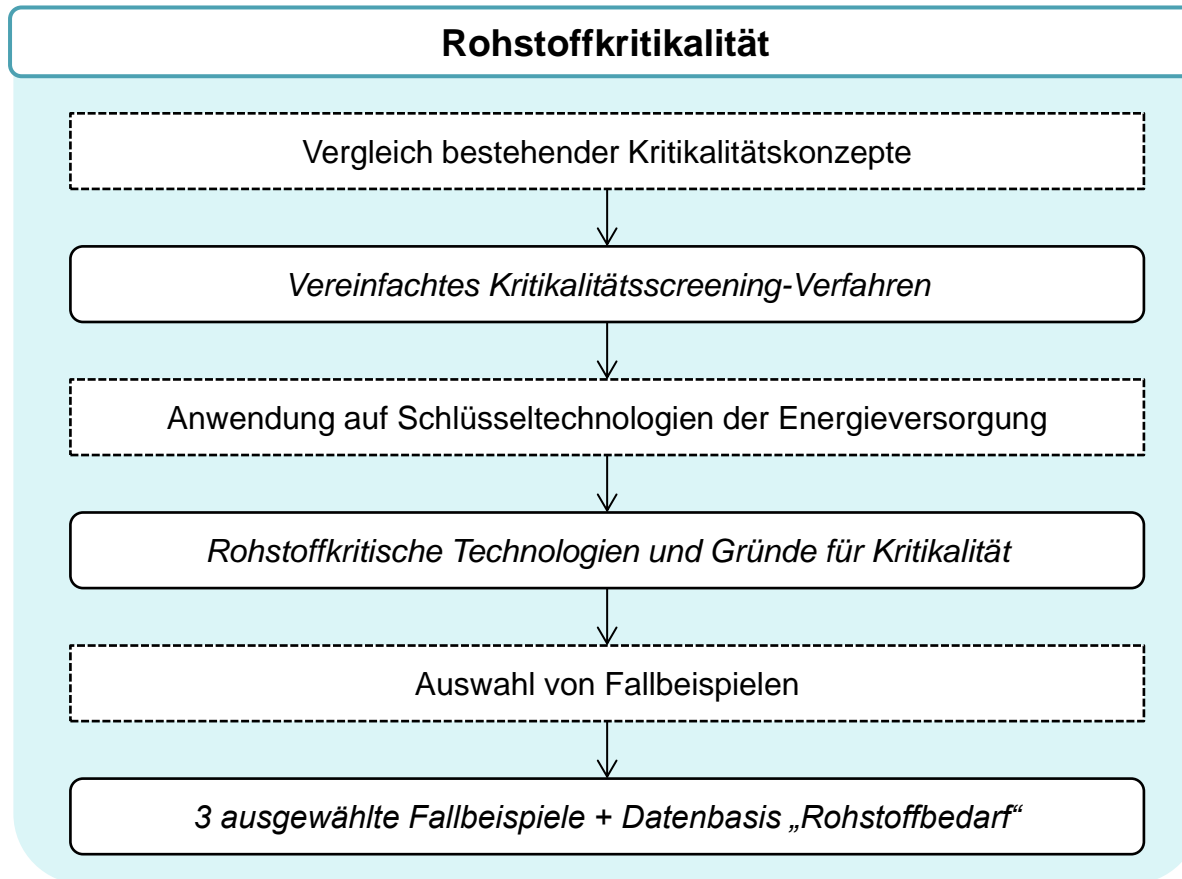 Rohstoffkritikalität
Vergleich bestehender Kritikalitätskonzepte
Vereinfachtes Kritikalitätsscreening-Verfahren
Anwendung auf Schlüsseltechnologien der Energieversorgung
Rohstoffkritische Technologien und Gründe für Kritikalität
Auswahl von Fallbeispielen
3 ausgewählte Fallbeispiele + Datenbasis „Rohstoffbedarf“